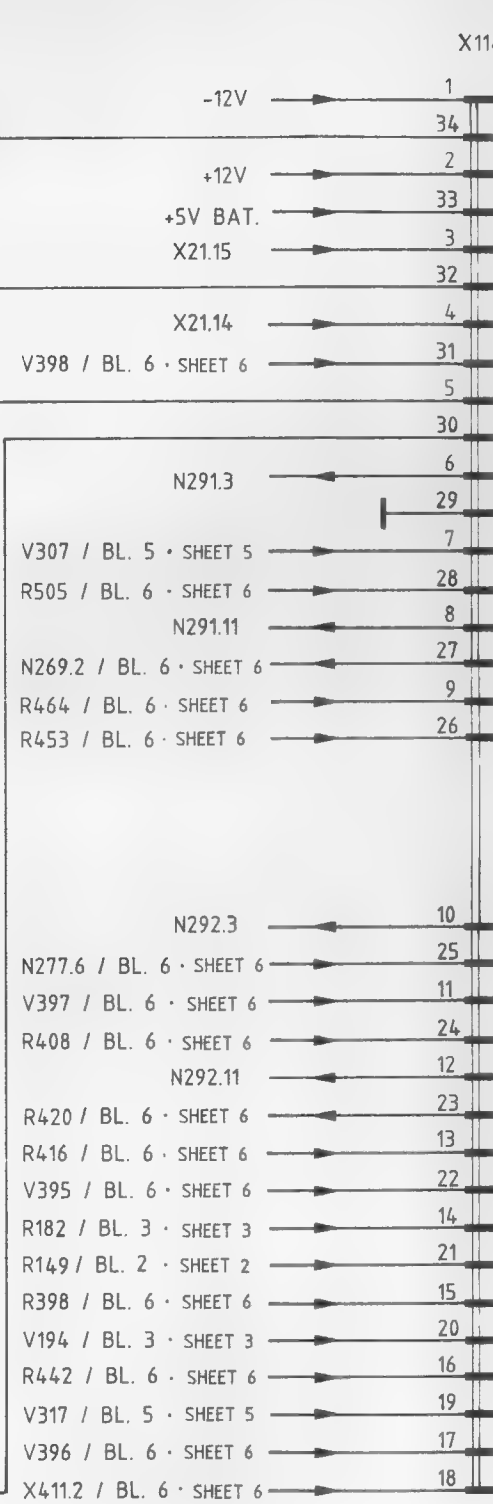 X114
-12V 1
34
+12V 2
+5V BAT. 33
X21.15 3
32
X21.14 4
V398 / BL. 6 · SHEET 6 31
5
30
N291.3 6
29
V307 / BL. 5 · SHEET 5 7
R505 / BL. 6 · SHEET 6 28
N291.11 8
N269.2 / BL. 6 · SHEET 6 27
R464 / BL. 6 · SHEET 6 9
R453 / BL. 6 · SHEET 6 26
N292.3 10
N277.6 / BL. 6 · SHEET 6 25
V397 / BL. 6 · SHEET 6 11
R408 / BL. 6 · SHEET 6 24
N292.11 12
R420 / BL. 6 · SHEET 6 23
R416 / BL. 6 · SHEET 6 13
V395 / BL. 6 · SHEET 6 22
R182 / BL. 3 · SHEET 3 14
R149 / BL. 2 · SHEET 2 21
R398 / BL. 6 · SHEET 6 15
V194 / BL. 3 · SHEET 3 20
R442 / BL. 6 · SHEET 6 16
V317 / BL. 5 · SHEET 5 19
V396 / BL. 6 · SHEET 6 17
X411.2 / BL. 6 · SHEET 6 18